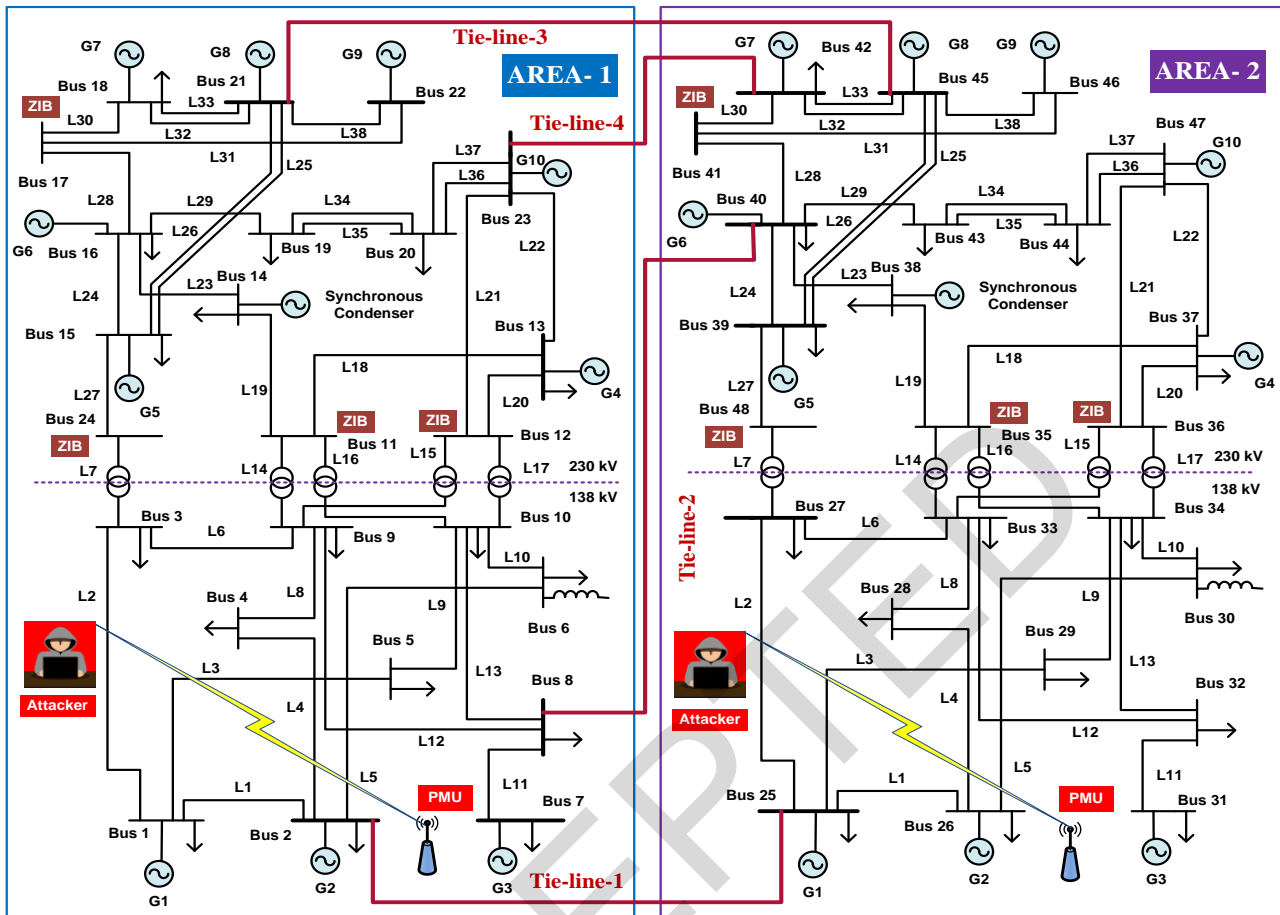 G7
G8
G9
Tie-line-3
AREA- 1
Bus 18
Bus 21
Bus 22
ZIB
L30
L33
L32
L38
L31
L25
Tie-line-4
Bus 17
L37
L36
G10
Bus 23
L28
L29
L34
L26
L35
G6
Bus 16
Bus 19
Bus 20
L22
L23
Bus 14
L24
Synchronous
Condenser
L21
Bus 13
Bus 15
L18
L27
G5
L19
L20
G4
Bus 24
ZIB
ZIB
ZIB
Bus 11
Bus 12
L7
L14
L16
L15
L17
230 kV
138 kV
Bus 3
Bus 9
Bus 10
L6
L10
L2
Bus 4
L8
L9
Bus 5
Bus 6
L3
L13
Bus 8
Attacker
L4
L12
L5
L11
L1
PMU
Bus 7
Bus 1
Bus 2
G1
G2
G3
Tie-line-1
Tie-line-2
G7
Bus 42
G8
G9
Bus 45
AREA- 2
Bus 46
ZIB
L30
L33
L32
L38
L31
L25
Bus 47
L37
L36
G10
Bus 41
L28
L29
L34
Bus 40
L26
L35
G6
Bus 43
Bus 44
L22
L23
Bus 38
L24
Synchronous
Condenser
L21
Bus 37
Bus 39
L18
L27
G5
L19
L20
G4
Bus 48
ZIB
ZIB
ZIB
Bus 35
Bus 36
L7
L14
L16
L15
L17
230 kV
138 kV
Bus 27
Bus 33
Bus 34
L6
L10
L2
Bus 28
L8
L9
Bus 29
Bus 30
L3
L13
Bus 32
Attacker
L4
L12
L5
L11
L1
PMU
Bus 31
Bus 25
Bus 26
G1
G2
G3
EPTED